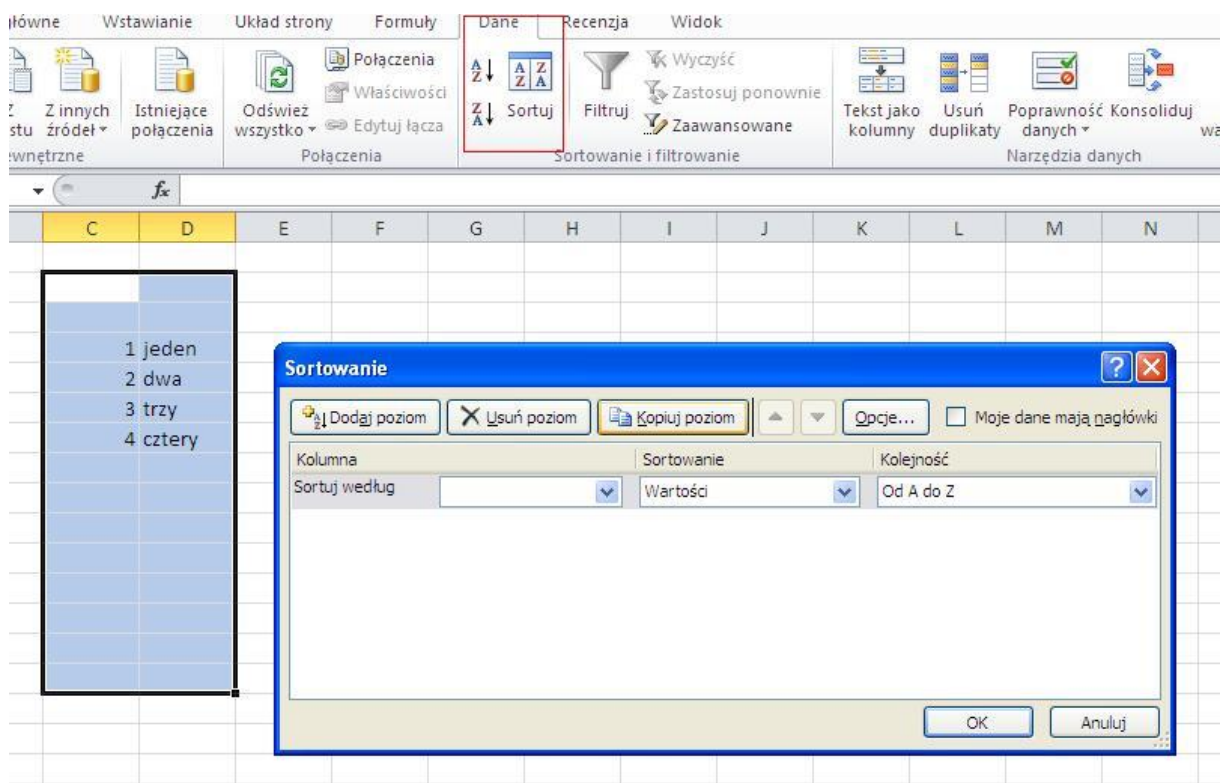 łówne Wstawianie Układ strony Formuły Dane Recenzja Widok
Z innych źródeł
Istniejące połączenia
Odśwież wszystko
Połączenia
Właściwości
Edytuj łącza
Połączenia
A Z
Z A
A Z Z A
Sortuj
Filtruj
Wyczyść
Zastosuj ponownie
Zaawansowane
Sortowanie i filtrowanie
Tekst jako kolumny
Usuń duplikaty
Poprawność danych
Konsoliduj
Narzędzia danych
stu
wnętrzne
fx
C D E F G H I J K L M N
1 jeden
2 dwa
3 trzy
4 cztery
Sortowanie
Dodaj poziom Usuń poziom Kopiuj poziom Opcje... Moje dane mają nagłówki
Kolumna Sortowanie Kolejność
Sortuj według Wartości Od A do Z
OK Anuluj